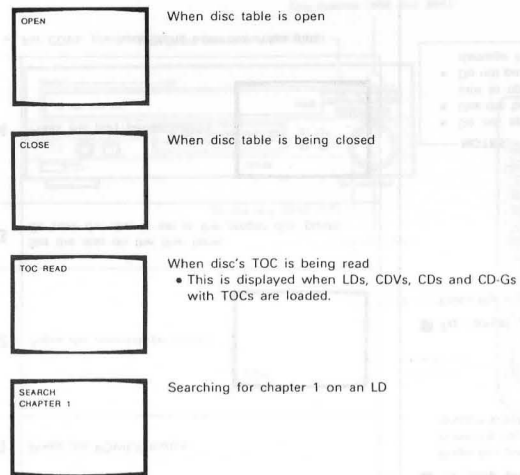 OPEN
When disc table is open
CLOSE
When disc table is being closed
TOC READ
When disc's TOC is being read
• This is displayed when LDs, CDVs, CDs and CD-Gs
with TOCs are loaded.
SEARCH
CHAPTER 1
Searching for chapter 1 on an LD